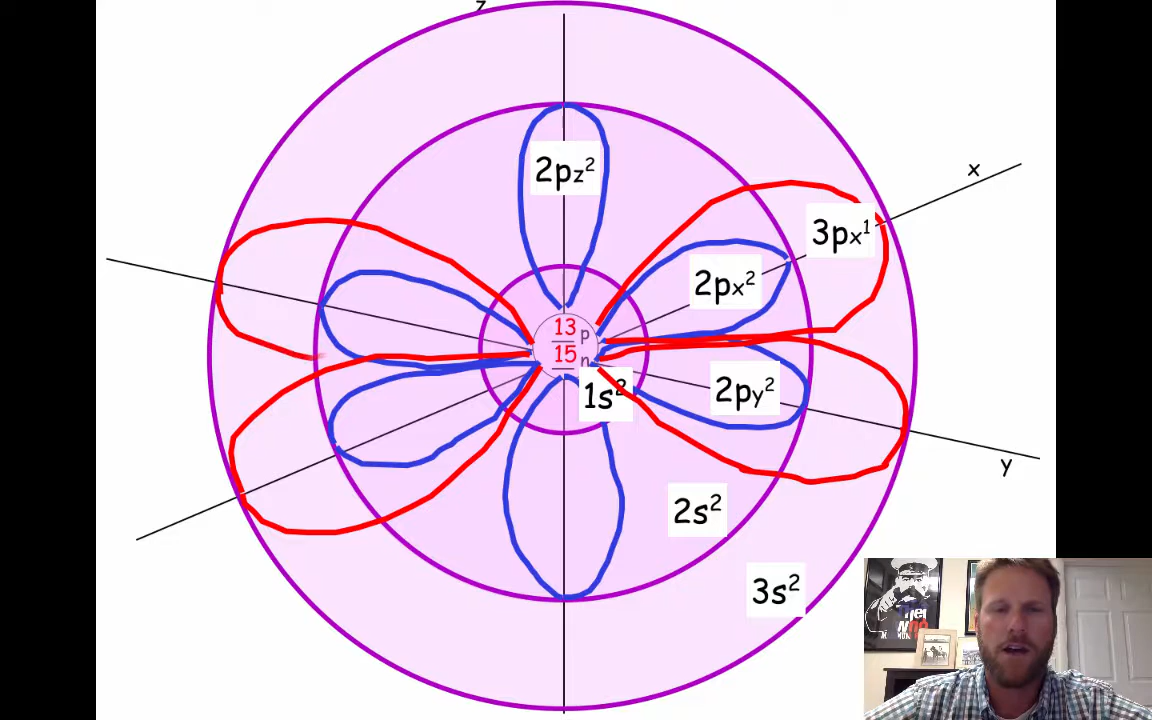 z
2pz²
x
3px¹
2px²
13 p
15 n
1s²
2py²
y
2s²
3s²